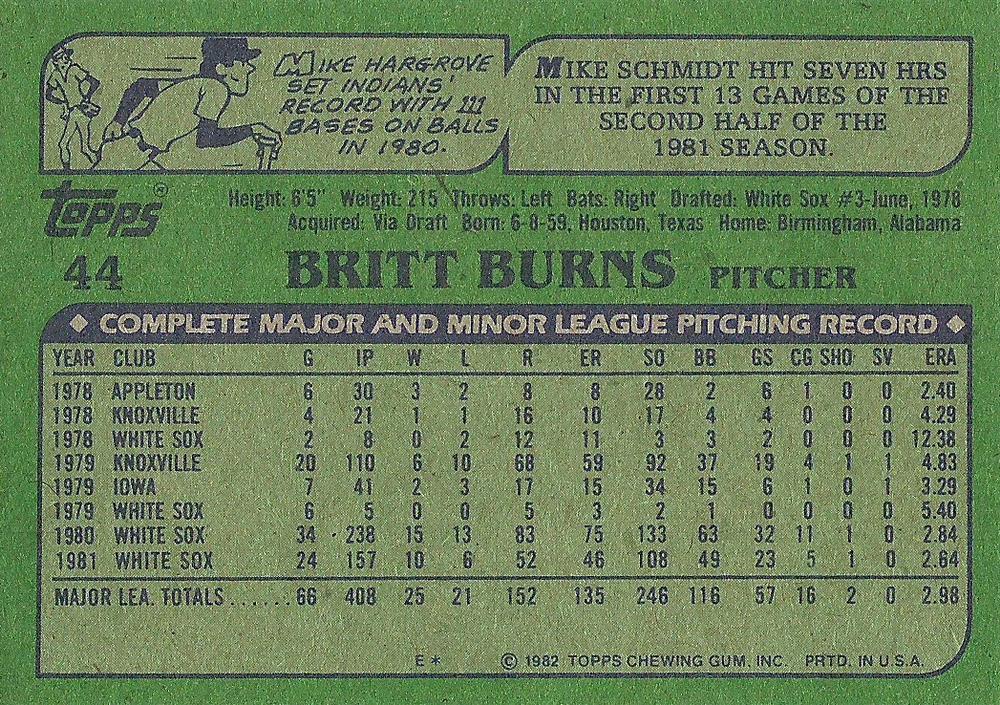 MIKE HARGROVE
SET INDIANS'
RECORD WITH 111
BASES ON BALLS
IN 1980.
MIKE SCHMIDT HIT SEVEN HRS
IN THE FIRST 13 GAMES OF THE
SECOND HALF OF THE
1981 SEASON.
Topps®
Height: 6'5" Weight: 215 Throws: Left Bats: Right Drafted: White Sox #3-June, 1978
Acquired: Via Draft Born: 6-8-59, Houston, Texas Home: Birmingham, Alabama
44 BRITT BURNS PITCHER
◆ COMPLETE MAJOR AND MINOR LEAGUE PITCHING RECORD ◆
YEAR CLUB G IP W L R ER SO BB GS CG SHO SV ERA
1978 APPLETON 6 30 3 2 8 8 28 2 6 1 0 0 2.40
1978 KNOXVILLE 4 21 1 1 16 10 17 4 4 0 0 0 4.29
1978 WHITE SOX 2 8 0 2 12 11 3 3 2 0 0 0 12.38
1979 KNOXVILLE 20 110 6 10 68 59 92 37 19 4 1 1 4.83
1979 IOWA 7 41 2 3 17 15 34 15 6 1 0 1 3.29
1979 WHITE SOX 6 5 0 0 5 3 2 1 0 0 0 0 5.40
1980 WHITE SOX 34 238 15 13 83 75 133 63 32 11 1 0 2.84
1981 WHITE SOX 24 157 10 6 52 46 108 49 23 5 1 0 2.64
MAJOR LEA. TOTALS......66 408 25 21 152 135 246 116 57 16 2 0 2.98
E* © 1982 TOPPS CHEWING GUM, INC. PRTD. IN U.S.A.